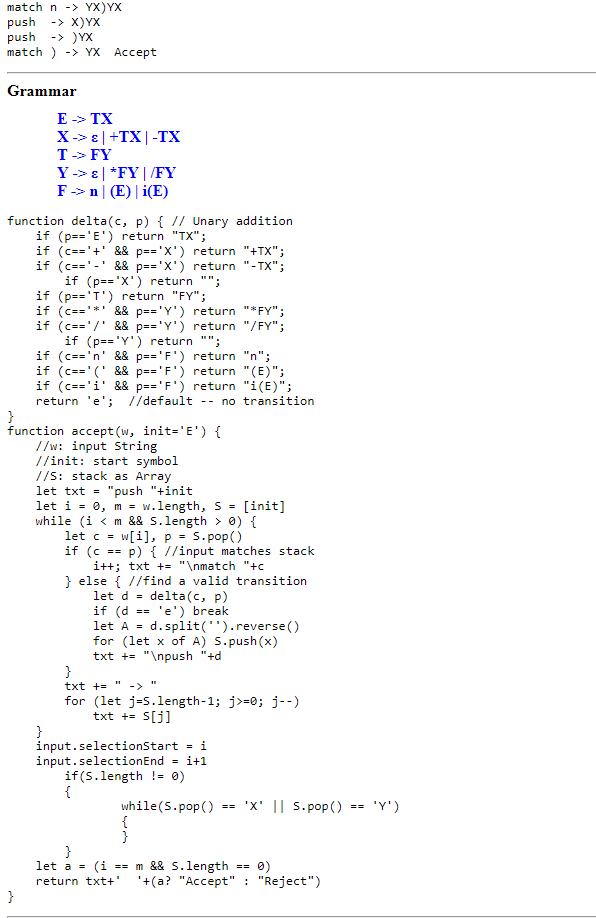 match n -> YX)YX
push  -> X)YX
push  -> )YX
match ) -> YX  Accept
Grammar
E -> TX
X -> ε | +TX | -TX
T -> FY
Y -> ε | *FY | /FY
F -> n | (E) | i(E)
function delta(c, p) { // Unary addition
    if (p=='E') return "TX";
    if (c=='+' && p=='X') return "+TX";
    if (c=='-' && p=='X') return "-TX";
        if (p=='X') return "";
    if (p=='T') return "FY";
    if (c=='*' && p=='Y') return "*FY";
    if (c=='/' && p=='Y') return "/FY";
        if (p=='Y') return "";
    if (c=='n' && p=='F') return "n";
    if (c=='(' && p=='F') return "(E)";
    if (c=='i' && p=='F') return "i(E)";
    return 'e';  //default -- no transition
}
function accept(w, init='E') {
    //w: input String
    //init: start symbol
    //S: stack as Array
    let txt = "push "+init
    let i = 0, m = w.length, S = [init]
    while (i < m && S.length > 0) {
        let c = w[i], p = S.pop()
        if (c == p) { //input matches stack
            i++; txt += "\nmatch "+c
        } else { //find a valid transition
            let d = delta(c, p)
            if (d == 'e') break
            let A = d.split('').reverse()
            for (let x of A) S.push(x)
            txt += "\npush "+d
        }
        txt += " -> "
        for (let j=S.length-1; j>=0; j--)
            txt += S[j]
    }
    input.selectionStart = i
    input.selectionEnd = i+1
        if(S.length != 0)
        {
                while(S.pop() == 'X' || S.pop() == 'Y')
                {
                }
        }
    let a = (i == m && S.length == 0)
    return txt+'  '+(a? "Accept" : "Reject")
}